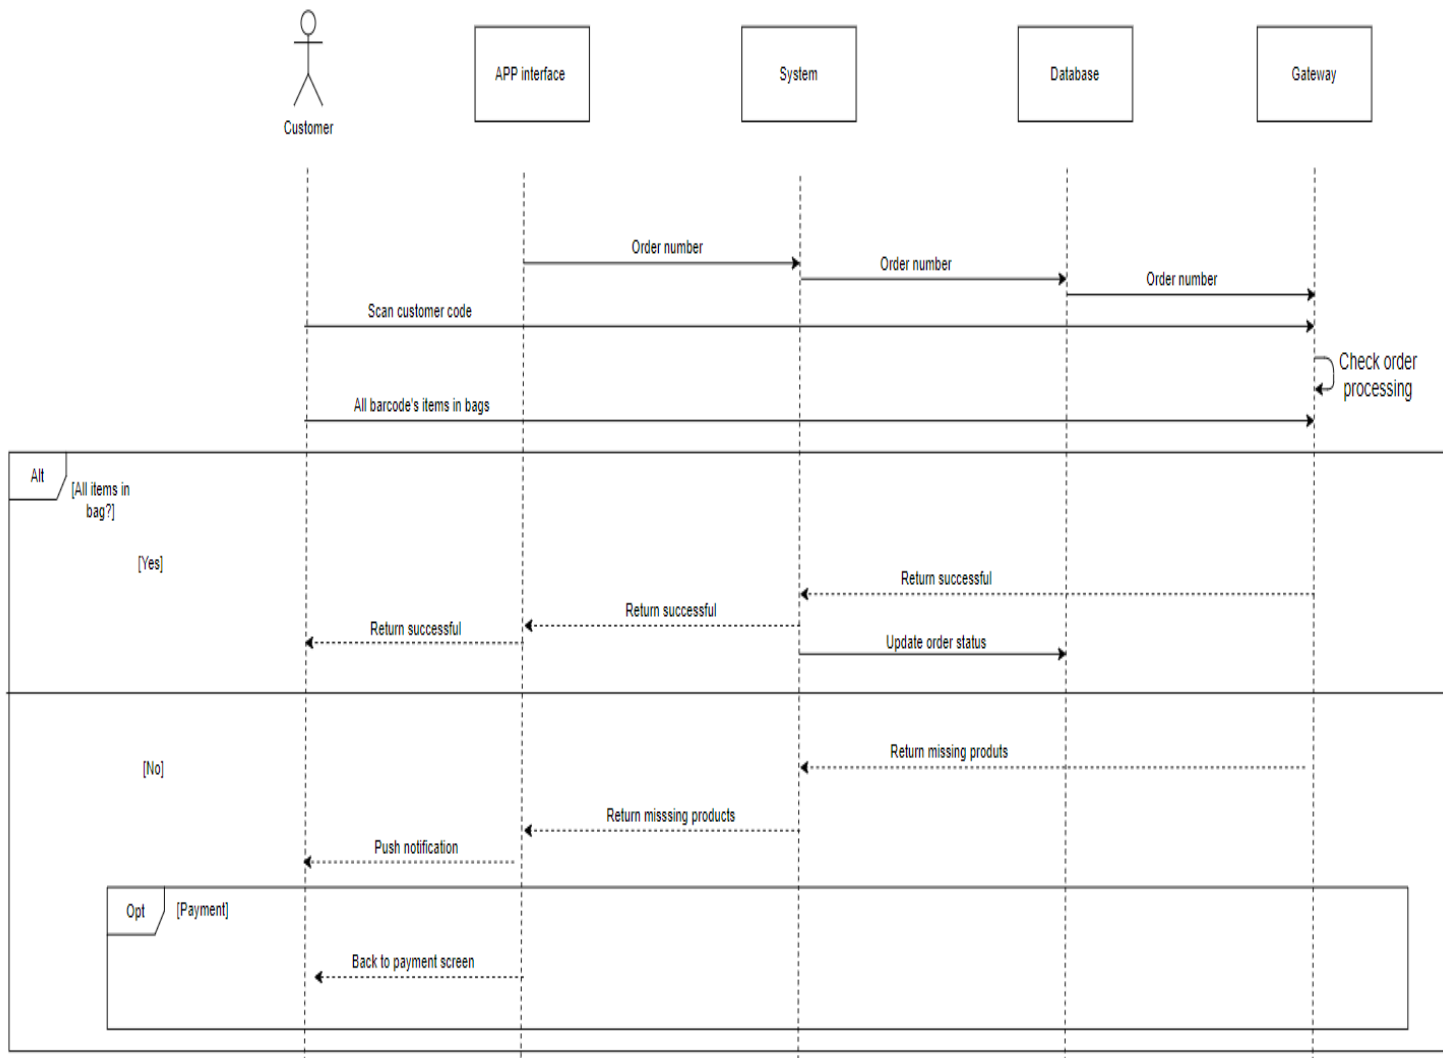 Customer
APP interface
System
Database
Gateway
Order number
Order number
Order number
Scan customer code
Check order
processing
All barcode's items in bags
Alt
[All items in
bag?]
[Yes]
Return successful
Return successful
Return successful
Update order status
[No]
Return missing produts
Return misssing products
Push notification
Opt
[Payment]
Back to payment screen